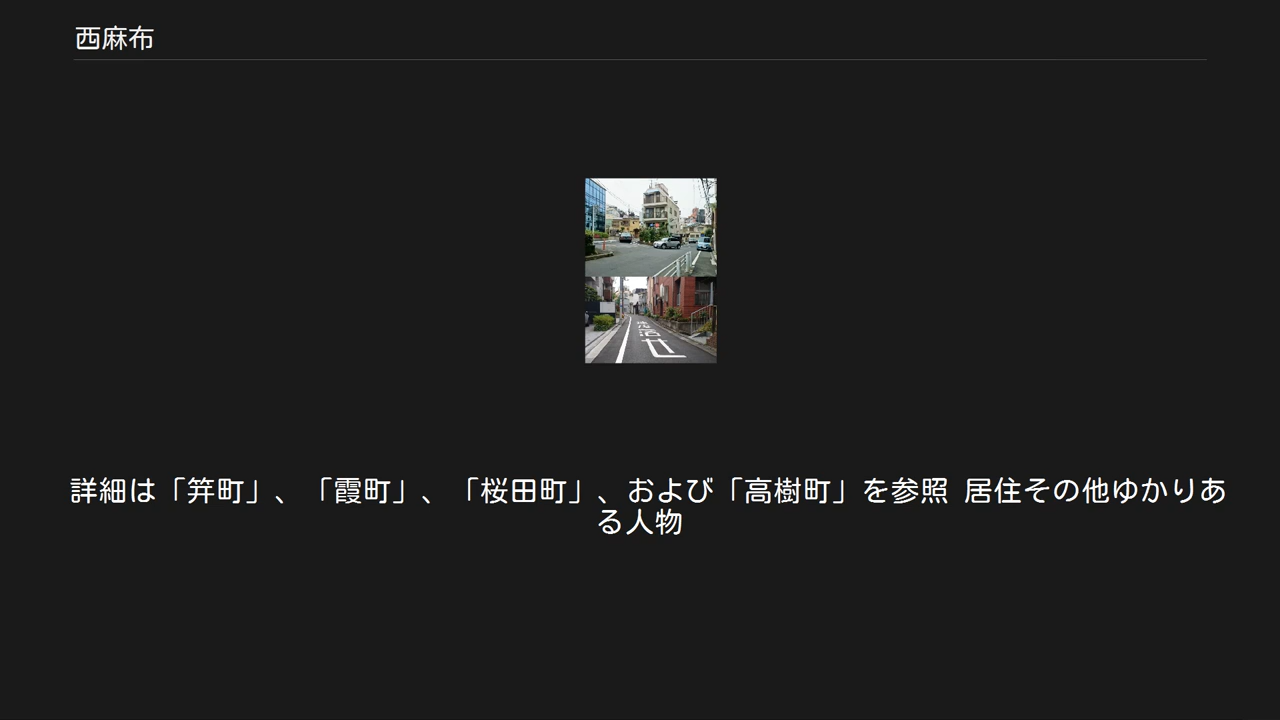 西麻布
詳細は「笄町」、「霞町」、「桜田町」、および「高樹町」を参照 居住その他ゆかりあ
る人物